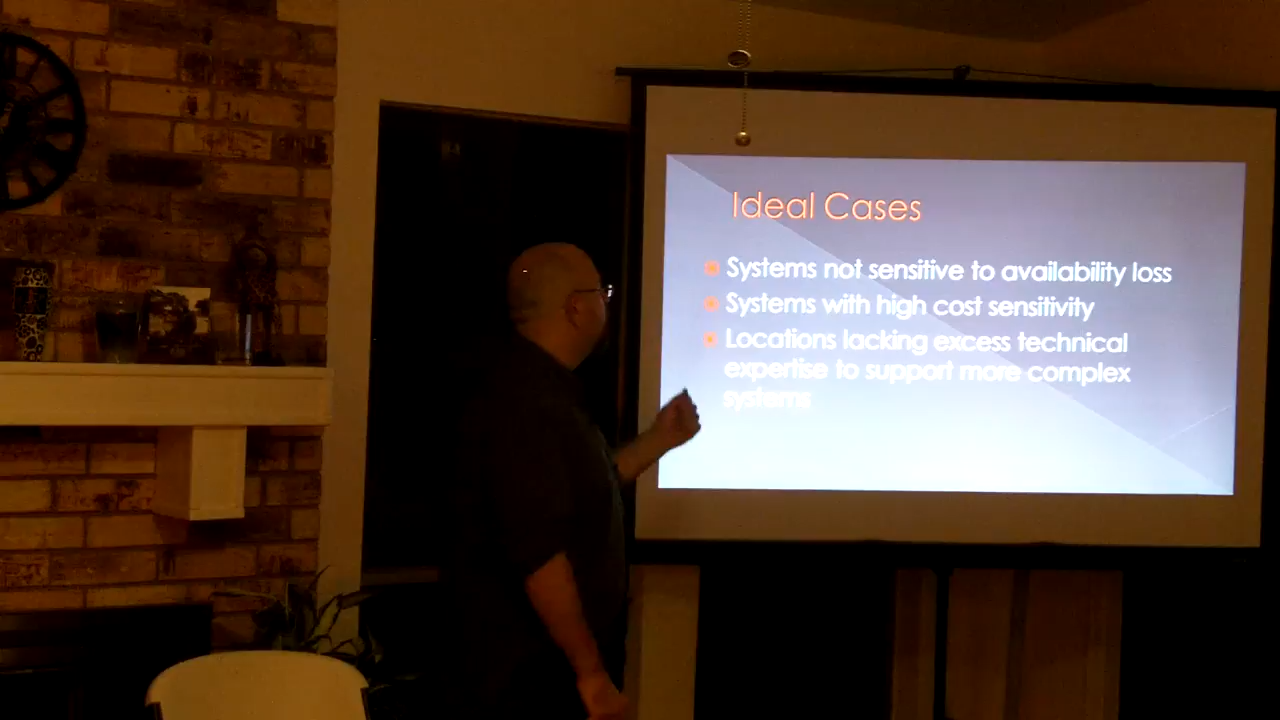 Ideal Cases
Systems not sensitive to availability loss
Systems with high cost sensitivity
Locations lacking excess technical
expertise to support more complex
systems